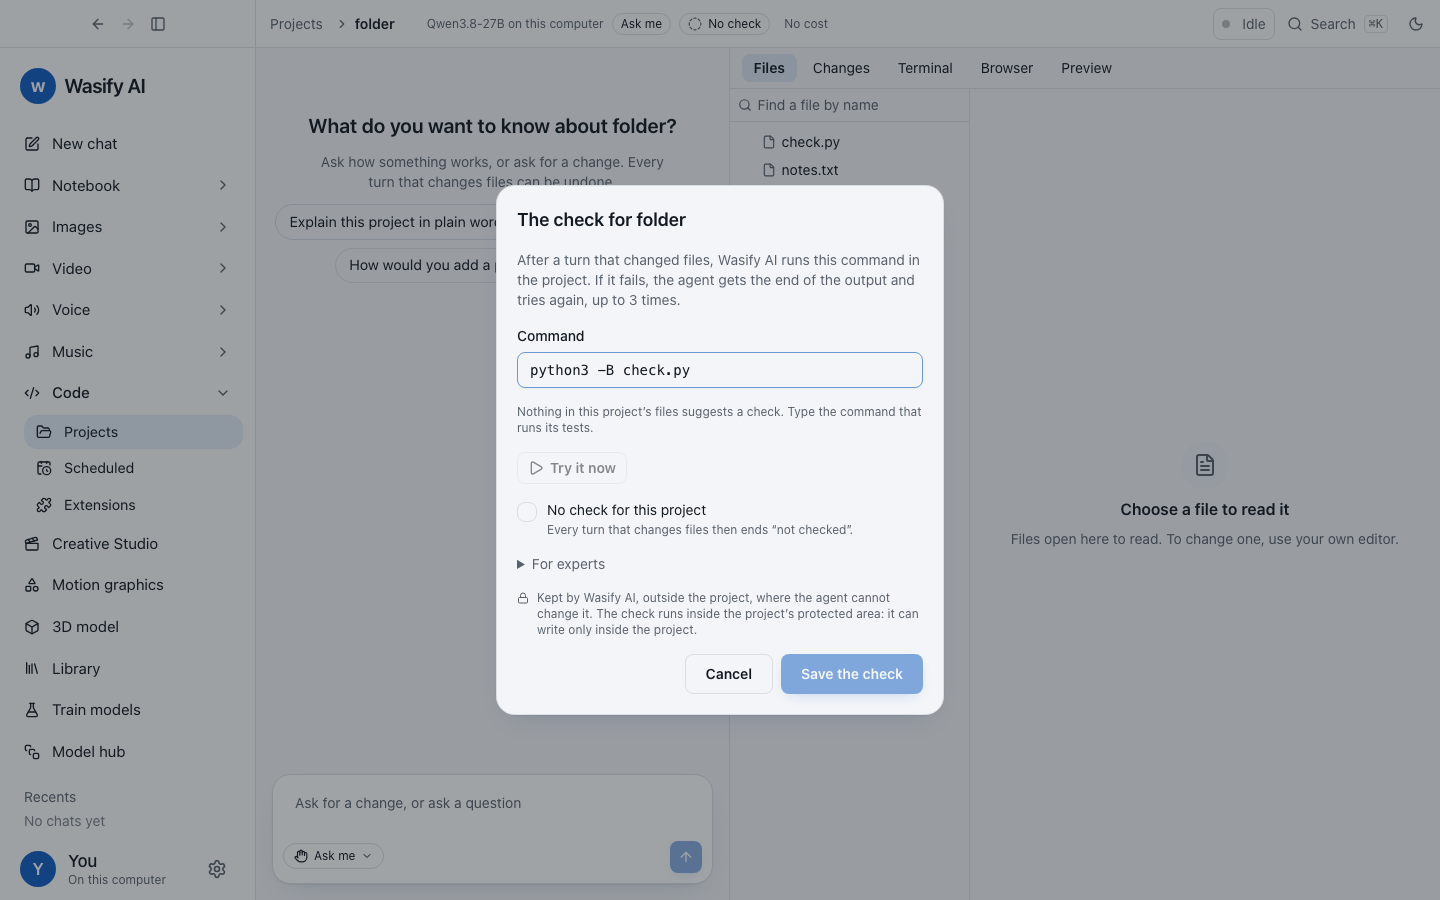 Projects > folder
Qwen3.8-27B on this computer
Ask me
No check
No cost
Idle
Search ⌘K
w Wasify AI
New chat
Notebook
Images
Video
Voice
Music
Code
Projects
Scheduled
Extensions
Creative Studio
Motion graphics
3D model
Library
Train models
Model hub
Recents
No chats yet
Y You
On this computer
What do you want to know about folder?
Ask how something works, or ask for a change. Every
turn that changes files can be undone.
Explain this project in plain
How would you add a
Ask for a change, or ask a question
Ask me
Files Changes Terminal Browser Preview
Find a file by name
check.py
notes.txt
Choose a file to read it
Files open here to read. To change one, use your own editor.
The check for folder
After a turn that changed files, Wasify AI runs this command in
the project. If it fails, the agent gets the end of the output and
tries again, up to 3 times.
Command
python3 -B check.py
Nothing in this project’s files suggests a check. Type the command that
runs its tests.
Try it now
No check for this project
Every turn that changes files then ends “not checked”.
For experts
Kept by Wasify AI, outside the project, where the agent cannot
change it. The check runs inside the project’s protected area: it can
write only inside the project.
Cancel
Save the check